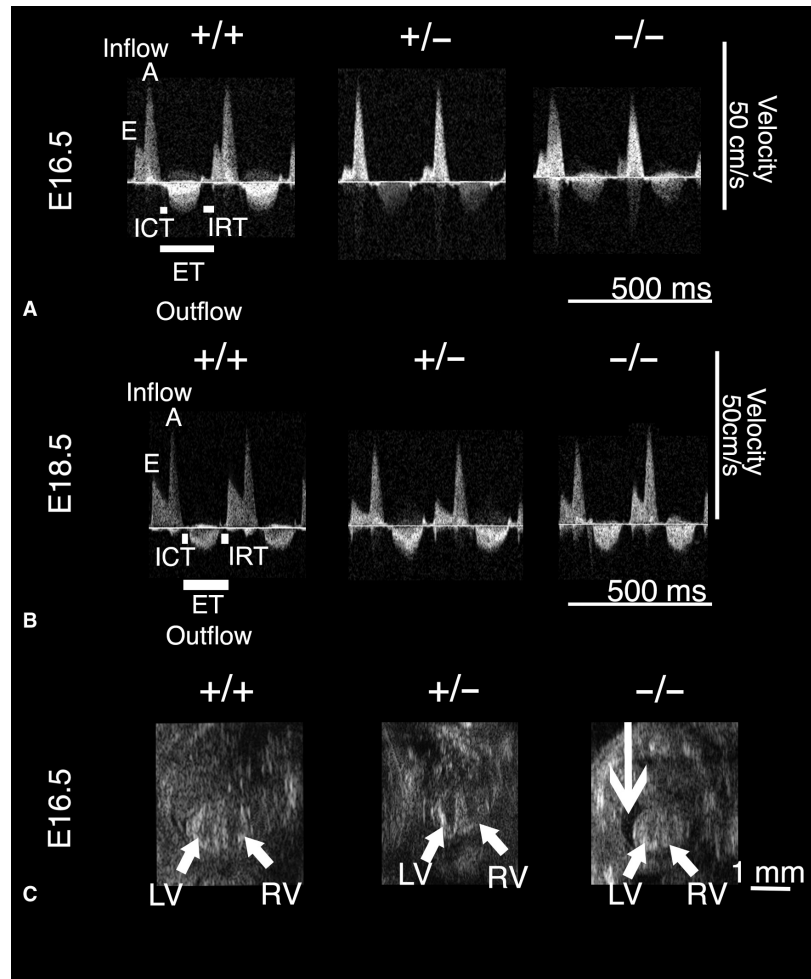 +/+ +/− −/−
Inflow
A
E
E16.5
ICT IRT
ET
Outflow
Velocity
50 cm/s
500 ms
A
+/+ +/− −/−
Inflow
A
E
E18.5
ICT IRT
ET
Outflow
Velocity
50cm/s
500 ms
B
+/+ +/− −/−
E16.5
LV RV LV RV LV RV
1 mm
C